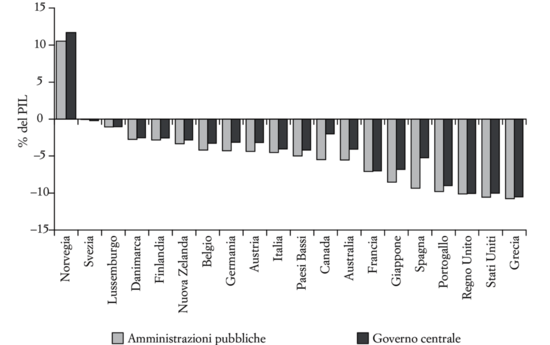 15
10
5
0
–5
–10
–15
% del PIL
Norvegia
Svezia
Lussemburgo
Danimarca
Finlandia
Nuova Zelanda
Belgio
Germania
Austria
Italia
Paesi Bassi
Canada
Australia
Francia
Giappone
Spagna
Portogallo
Regno Unito
Stati Uniti
Grecia
Amministrazioni pubbliche
Governo centrale